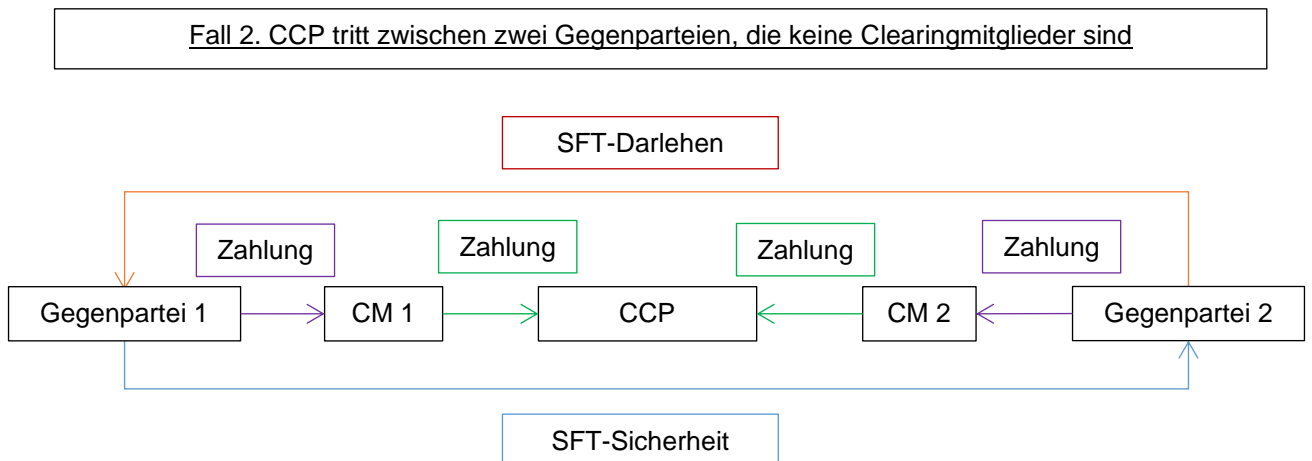 Fall 2. CCP tritt zwischen zwei Gegenparteien, die keine Clearingmitglieder sind
SFT-Darlehen
Zahlung
Zahlung
Zahlung
Zahlung
Gegenpartei 1
CM 1
CCP
CM 2
Gegenpartei 2
SFT-Sicherheit